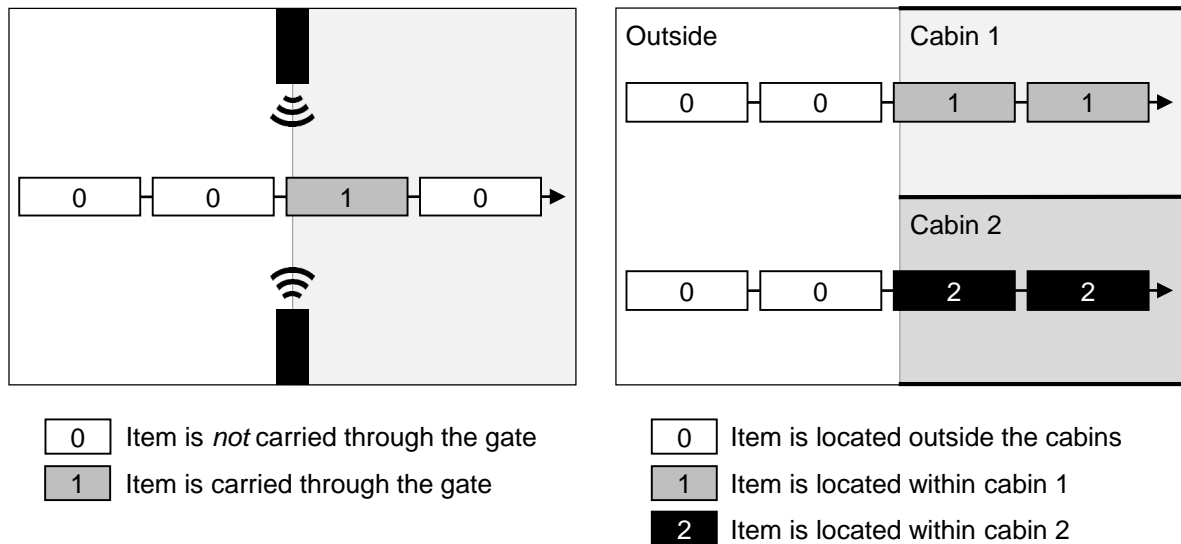 0 0 1 0
0 Item is not carried through the gate
1 Item is carried through the gate
Outside Cabin 1
0 0 1 1
Cabin 2
0 0 2 2
0 Item is located outside the cabins
1 Item is located within cabin 1
2 Item is located within cabin 2